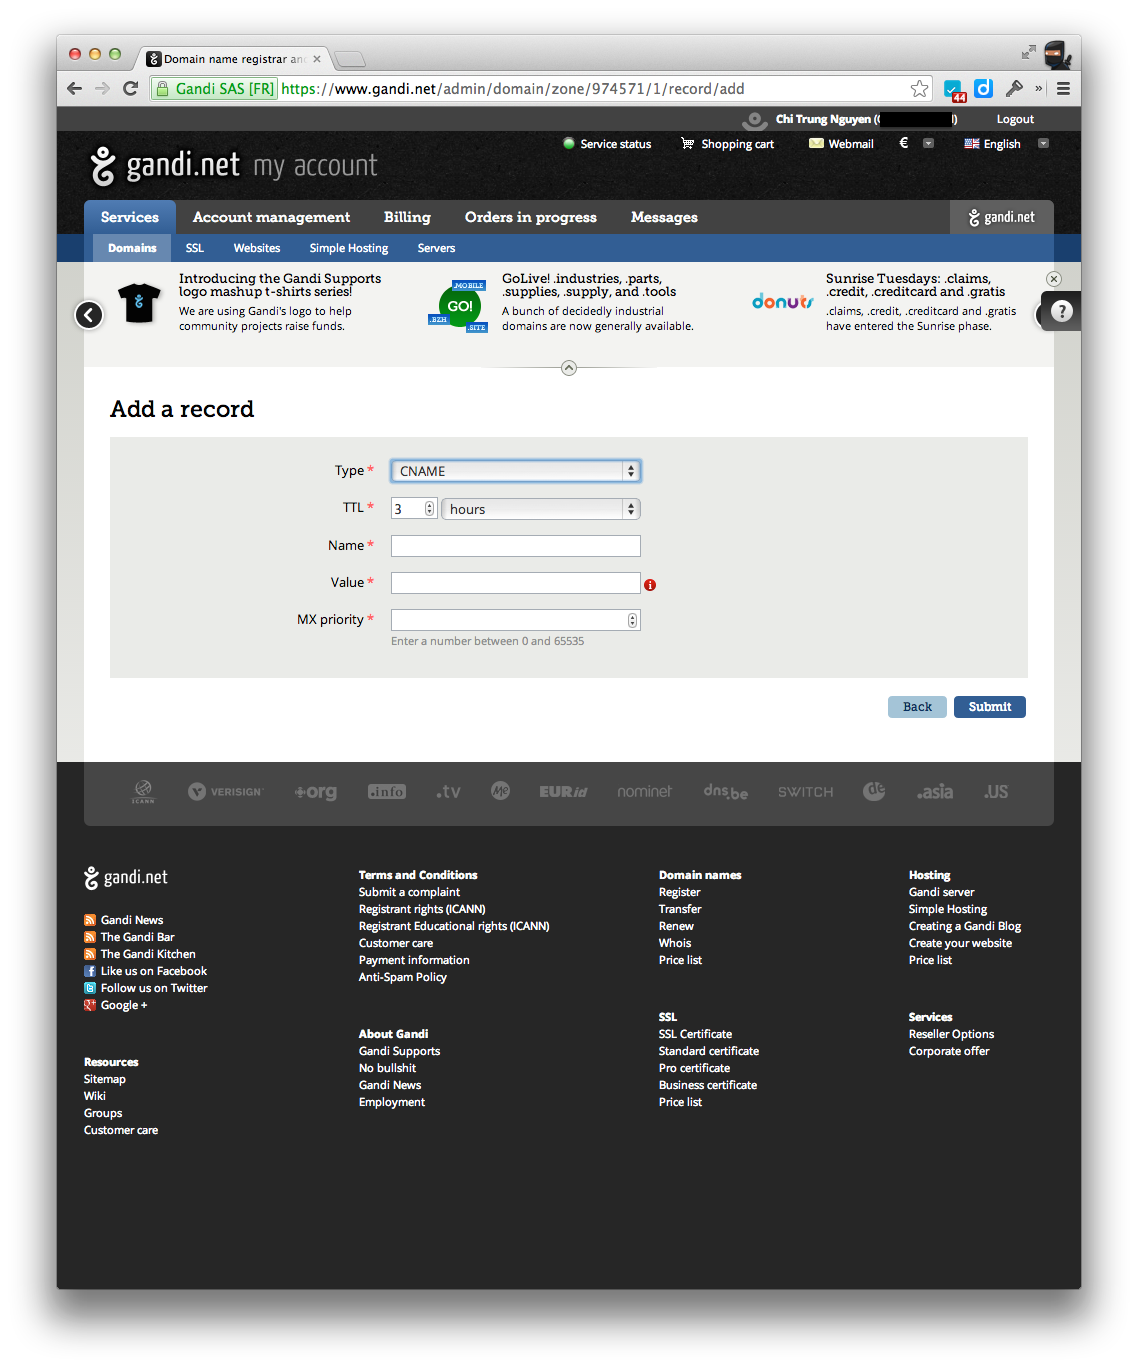 Domain name registrar an
Gandi SAS [FR] https://www.gandi.net/admin/domain/zone/974571/1/record/add
44
Chi Trung Nguyen ( )
Logout
Service status
Shopping cart
Webmail
€
English
gandi.net my account
Services
Account management
Billing
Orders in progress
Messages
gandi.net
Domains
SSL
Websites
Simple Hosting
Servers
Introducing the Gandi Supports
logo mashup t-shirts series!
We are using Gandi's logo to help
community projects raise funds.
.MOBILE
GO!
.BZH
.SITE
GoLive! .industries, .parts,
.supplies, .supply, and .tools
A bunch of decidedly industrial
domains are now generally available.
donuts
Sunrise Tuesdays: .claims,
.credit, .creditcard and .gratis
.claims, .credit, .creditcard and .gratis
have entered the Sunrise phase.
?
Add a record
Type * CNAME
TTL * 3 hours
Name *
Value *
MX priority *
Enter a number between 0 and 65535
Back
Submit
ICANN
VERISIGN
org
.info
.tv
Me
EURid
nominet
dns.be
SWITCH
de
.asia
.US
gandi.net
Gandi News
The Gandi Bar
The Gandi Kitchen
Like us on Facebook
Follow us on Twitter
Google +
Resources
Sitemap
Wiki
Groups
Customer care
Terms and Conditions
Submit a complaint
Registrant rights (ICANN)
Registrant Educational rights (ICANN)
Customer care
Payment information
Anti-Spam Policy
About Gandi
Gandi Supports
No bullshit
Gandi News
Employment
Domain names
Register
Transfer
Renew
Whois
Price list
SSL
SSL Certificate
Standard certificate
Pro certificate
Business certificate
Price list
Hosting
Gandi server
Simple Hosting
Creating a Gandi Blog
Create your website
Price list
Services
Reseller Options
Corporate offer